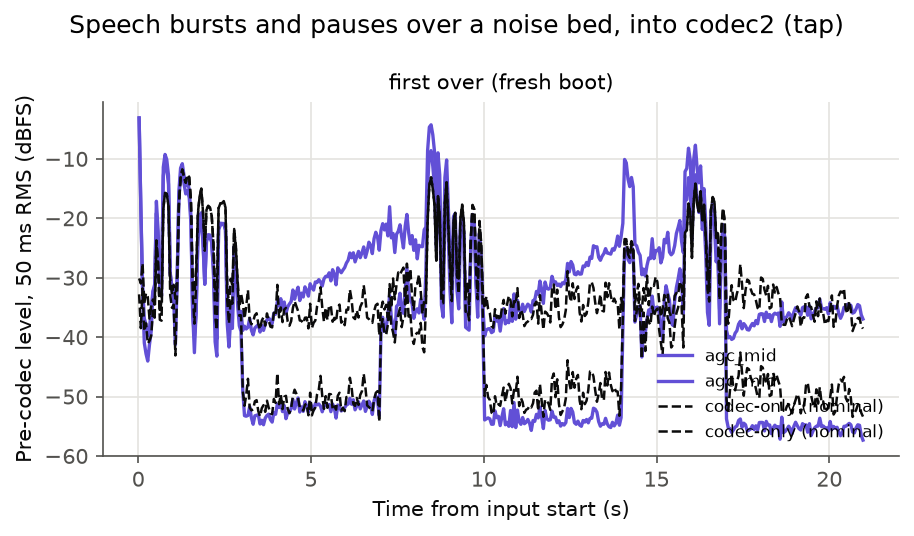 Speech bursts and pauses over a noise bed, into codec2 (tap)
first over (fresh boot)
Pre-codec level, 50 ms RMS (dBFS)
−10
−20
−30
−40
−50
−60
agc_mid
codec-only (nominal)
codec-only (nominal)
0
5
10
15
20
Time from input start (s)